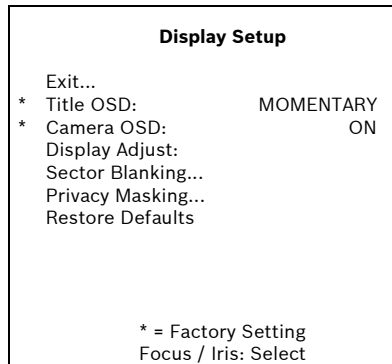 Display Setup
Exit...
* Title OSD: MOMENTARY
* Camera OSD: ON
Display Adjust:
Sector Blanking...
Privacy Masking...
Restore Defaults
* = Factory Setting
Focus / Iris: Select